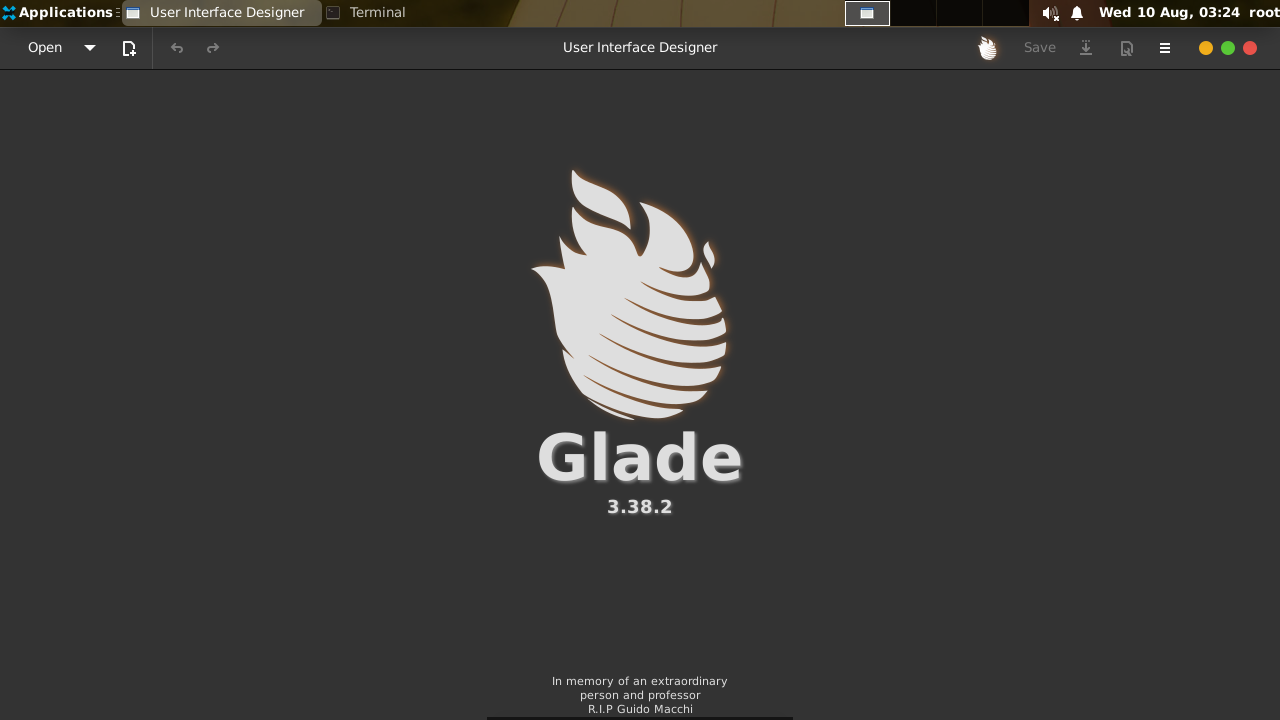 Applications User Interface Designer Terminal Wed 10 Aug, 03:24 root
Open User Interface Designer Save
Glade
3.38.2
In memory of an extraordinary
person and professor
R.I.P Guido Macchi